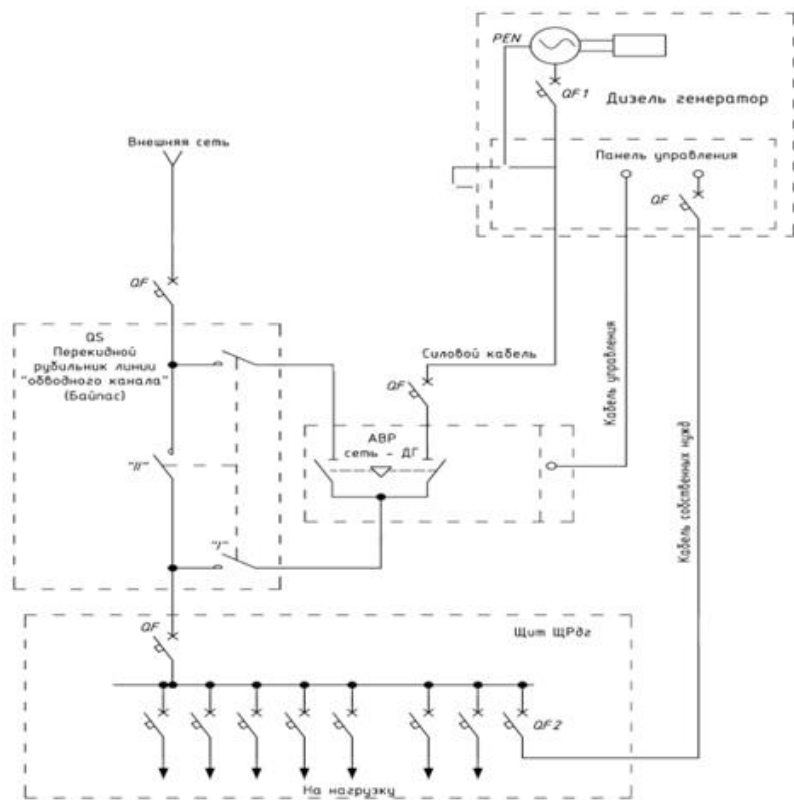 PEN
QF1
Дизель генератор
Внешняя сеть
Панель управления
QF
QF
QS
Перекидной
рубильник линии
"обводного канала"
(Байпас)
Силовой кабель
QF
Кабель управления
АВР
сеть - ДГ
Кабель собственных нужд
"II"
"I"
QF
Щит ЩРдг
QF2
На нагрузку